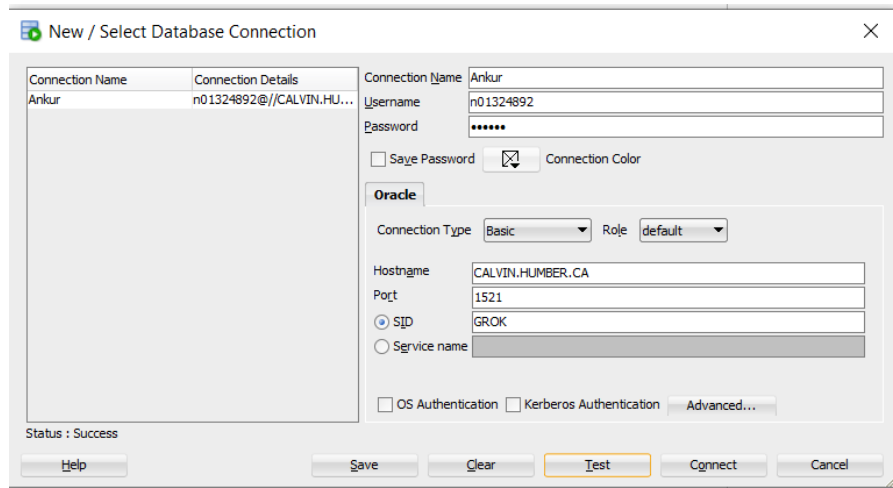 New / Select Database Connection
Connection Name Connection Details
Ankur n01324892@//CALVIN.HU...
Connection Name Ankur
Username n01324892
Password ••••••
Save Password Connection Color
Oracle
Connection Type Basic Role default
Hostname CALVIN.HUMBER.CA
Port 1521
SID GROK
Service name
OS Authentication Kerberos Authentication Advanced...
Status : Success
Help Save Clear Test Connect Cancel